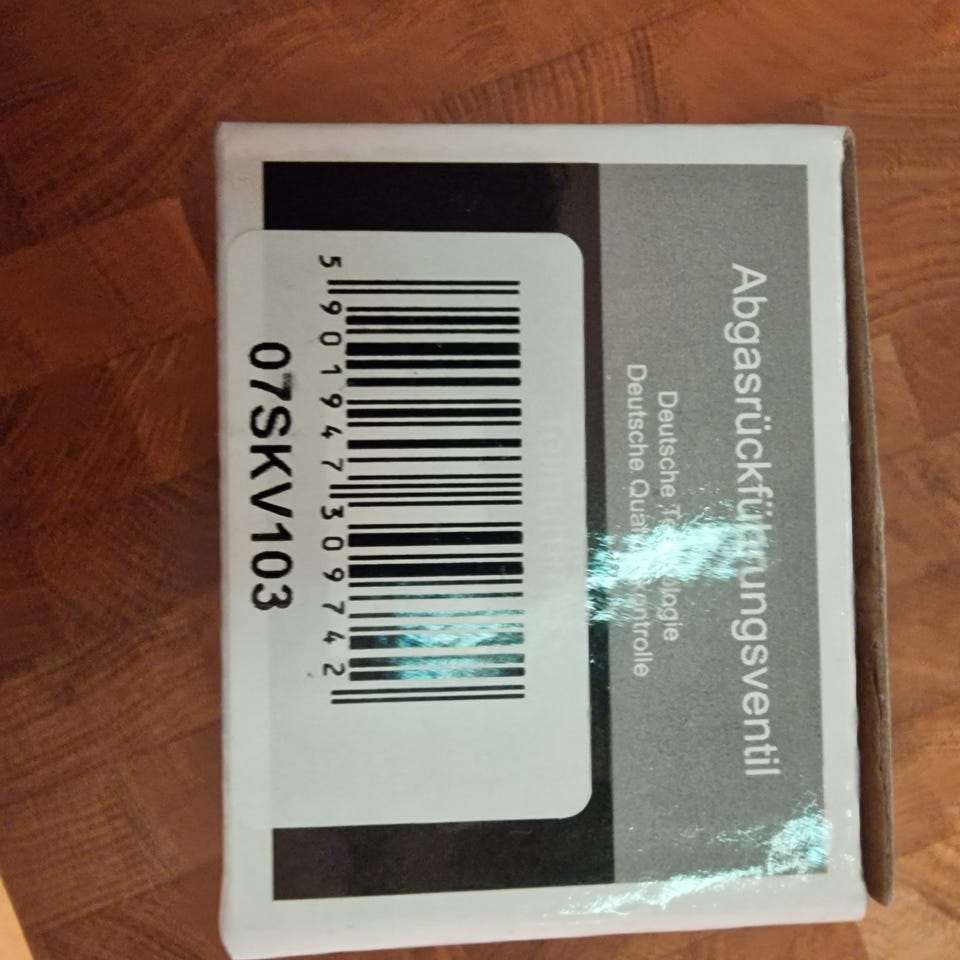 Abgasrückführungsventil
Deutsche
Deutsche
5 901947 309742
07SKV103